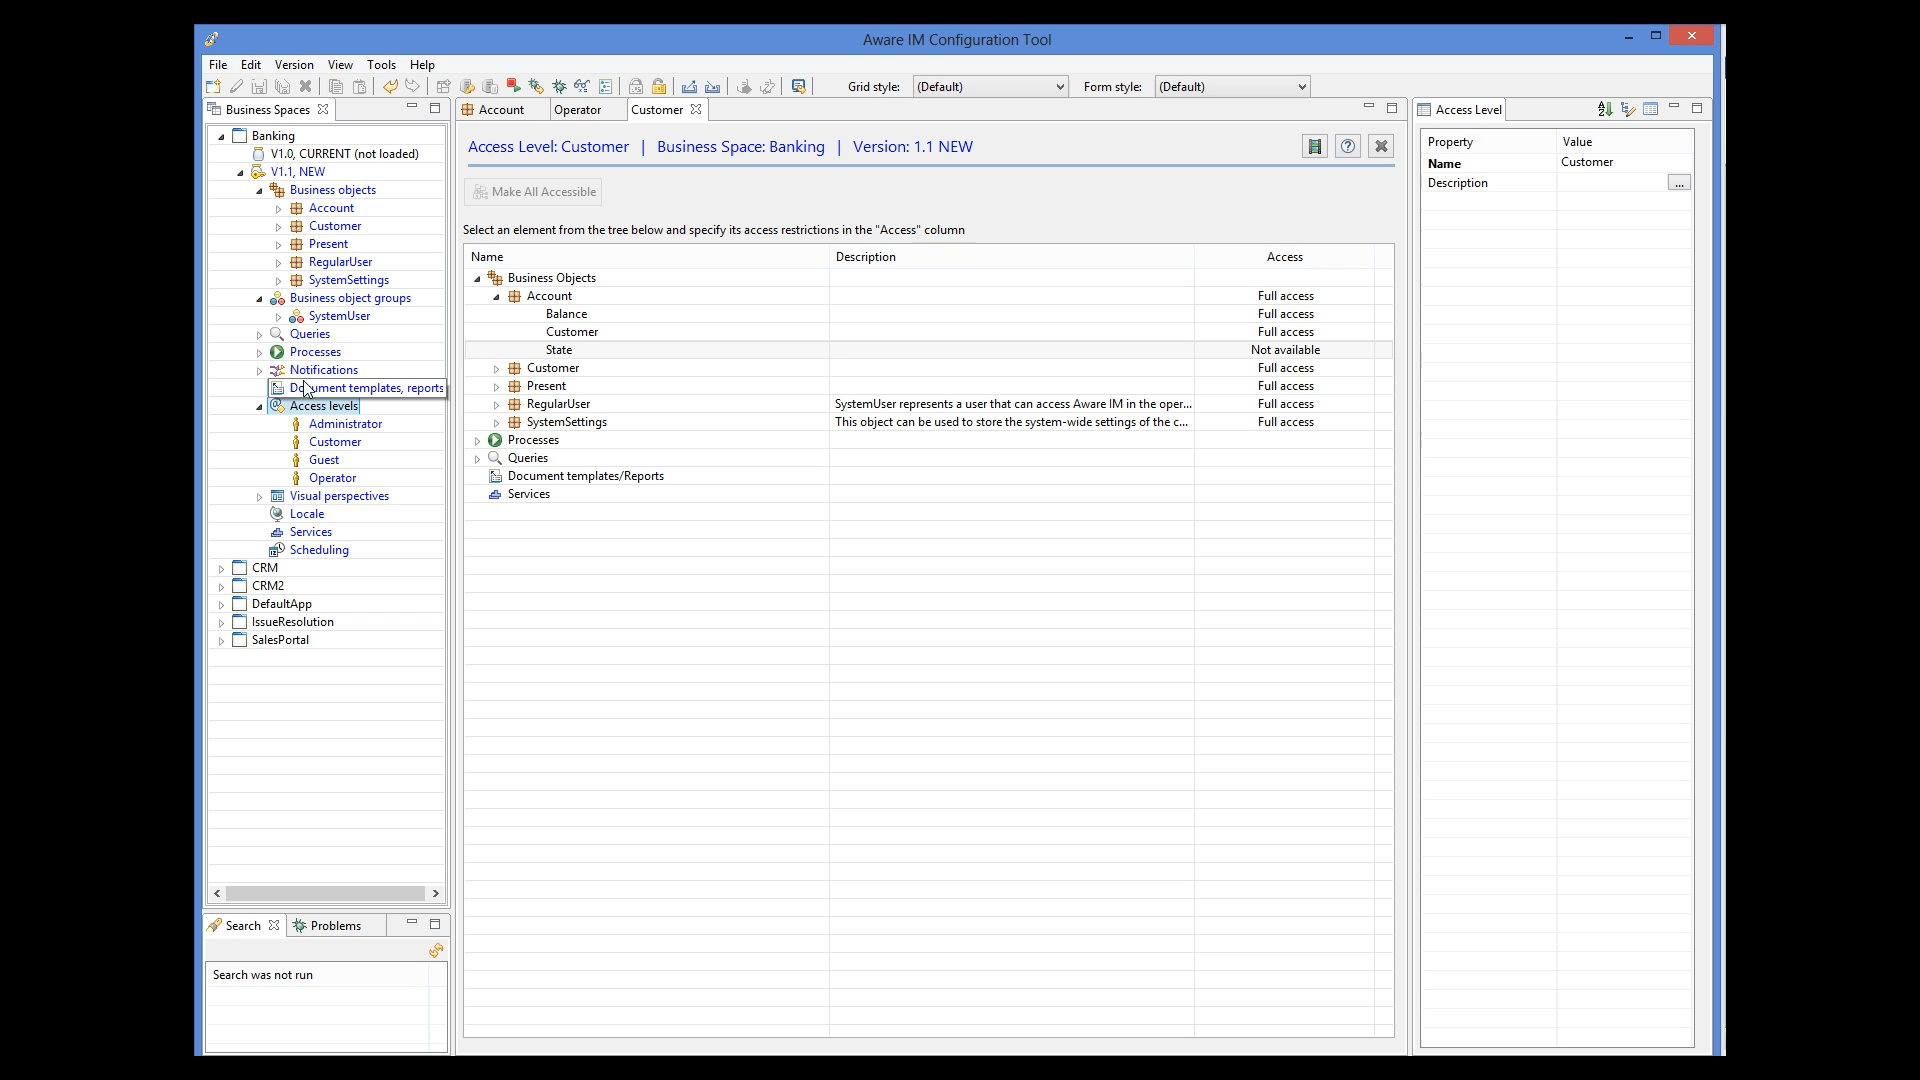 Aware IM Configuration Tool
File Edit Version View Tools Help
Grid style: (Default) Form style: (Default)
Business Spaces
Banking
V1.0, CURRENT (not loaded)
V1.1, NEW
Business objects
Account
Customer
Present
RegularUser
SystemSettings
Business object groups
SystemUser
Queries
Processes
Notifications
Document templates, reports
Access levels
Administrator
Customer
Guest
Operator
Visual perspectives
Locale
Services
Scheduling
CRM
CRM2
DefaultApp
IssueResolution
SalesPortal
Search Problems
Search was not run
Account Operator Customer
Access Level: Customer | Business Space: Banking | Version: 1.1 NEW
Make All Accessible
Select an element from the tree below and specify its access restrictions in the "Access" column
Name Description Access
Business Objects
Account Full access
Balance Full access
Customer Full access
State Not available
Customer Full access
Present Full access
RegularUser SystemUser represents a user that can access Aware IM in the oper... Full access
SystemSettings This object can be used to store the system-wide settings of the c... Full access
Processes
Queries
Document templates/Reports
Services
Access Level
Property Value
Name Customer
Description ...